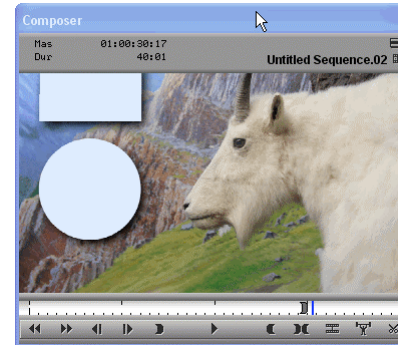 Composer
Mas 01:00:30:17
Dur 40:01
Untitled Sequence.02